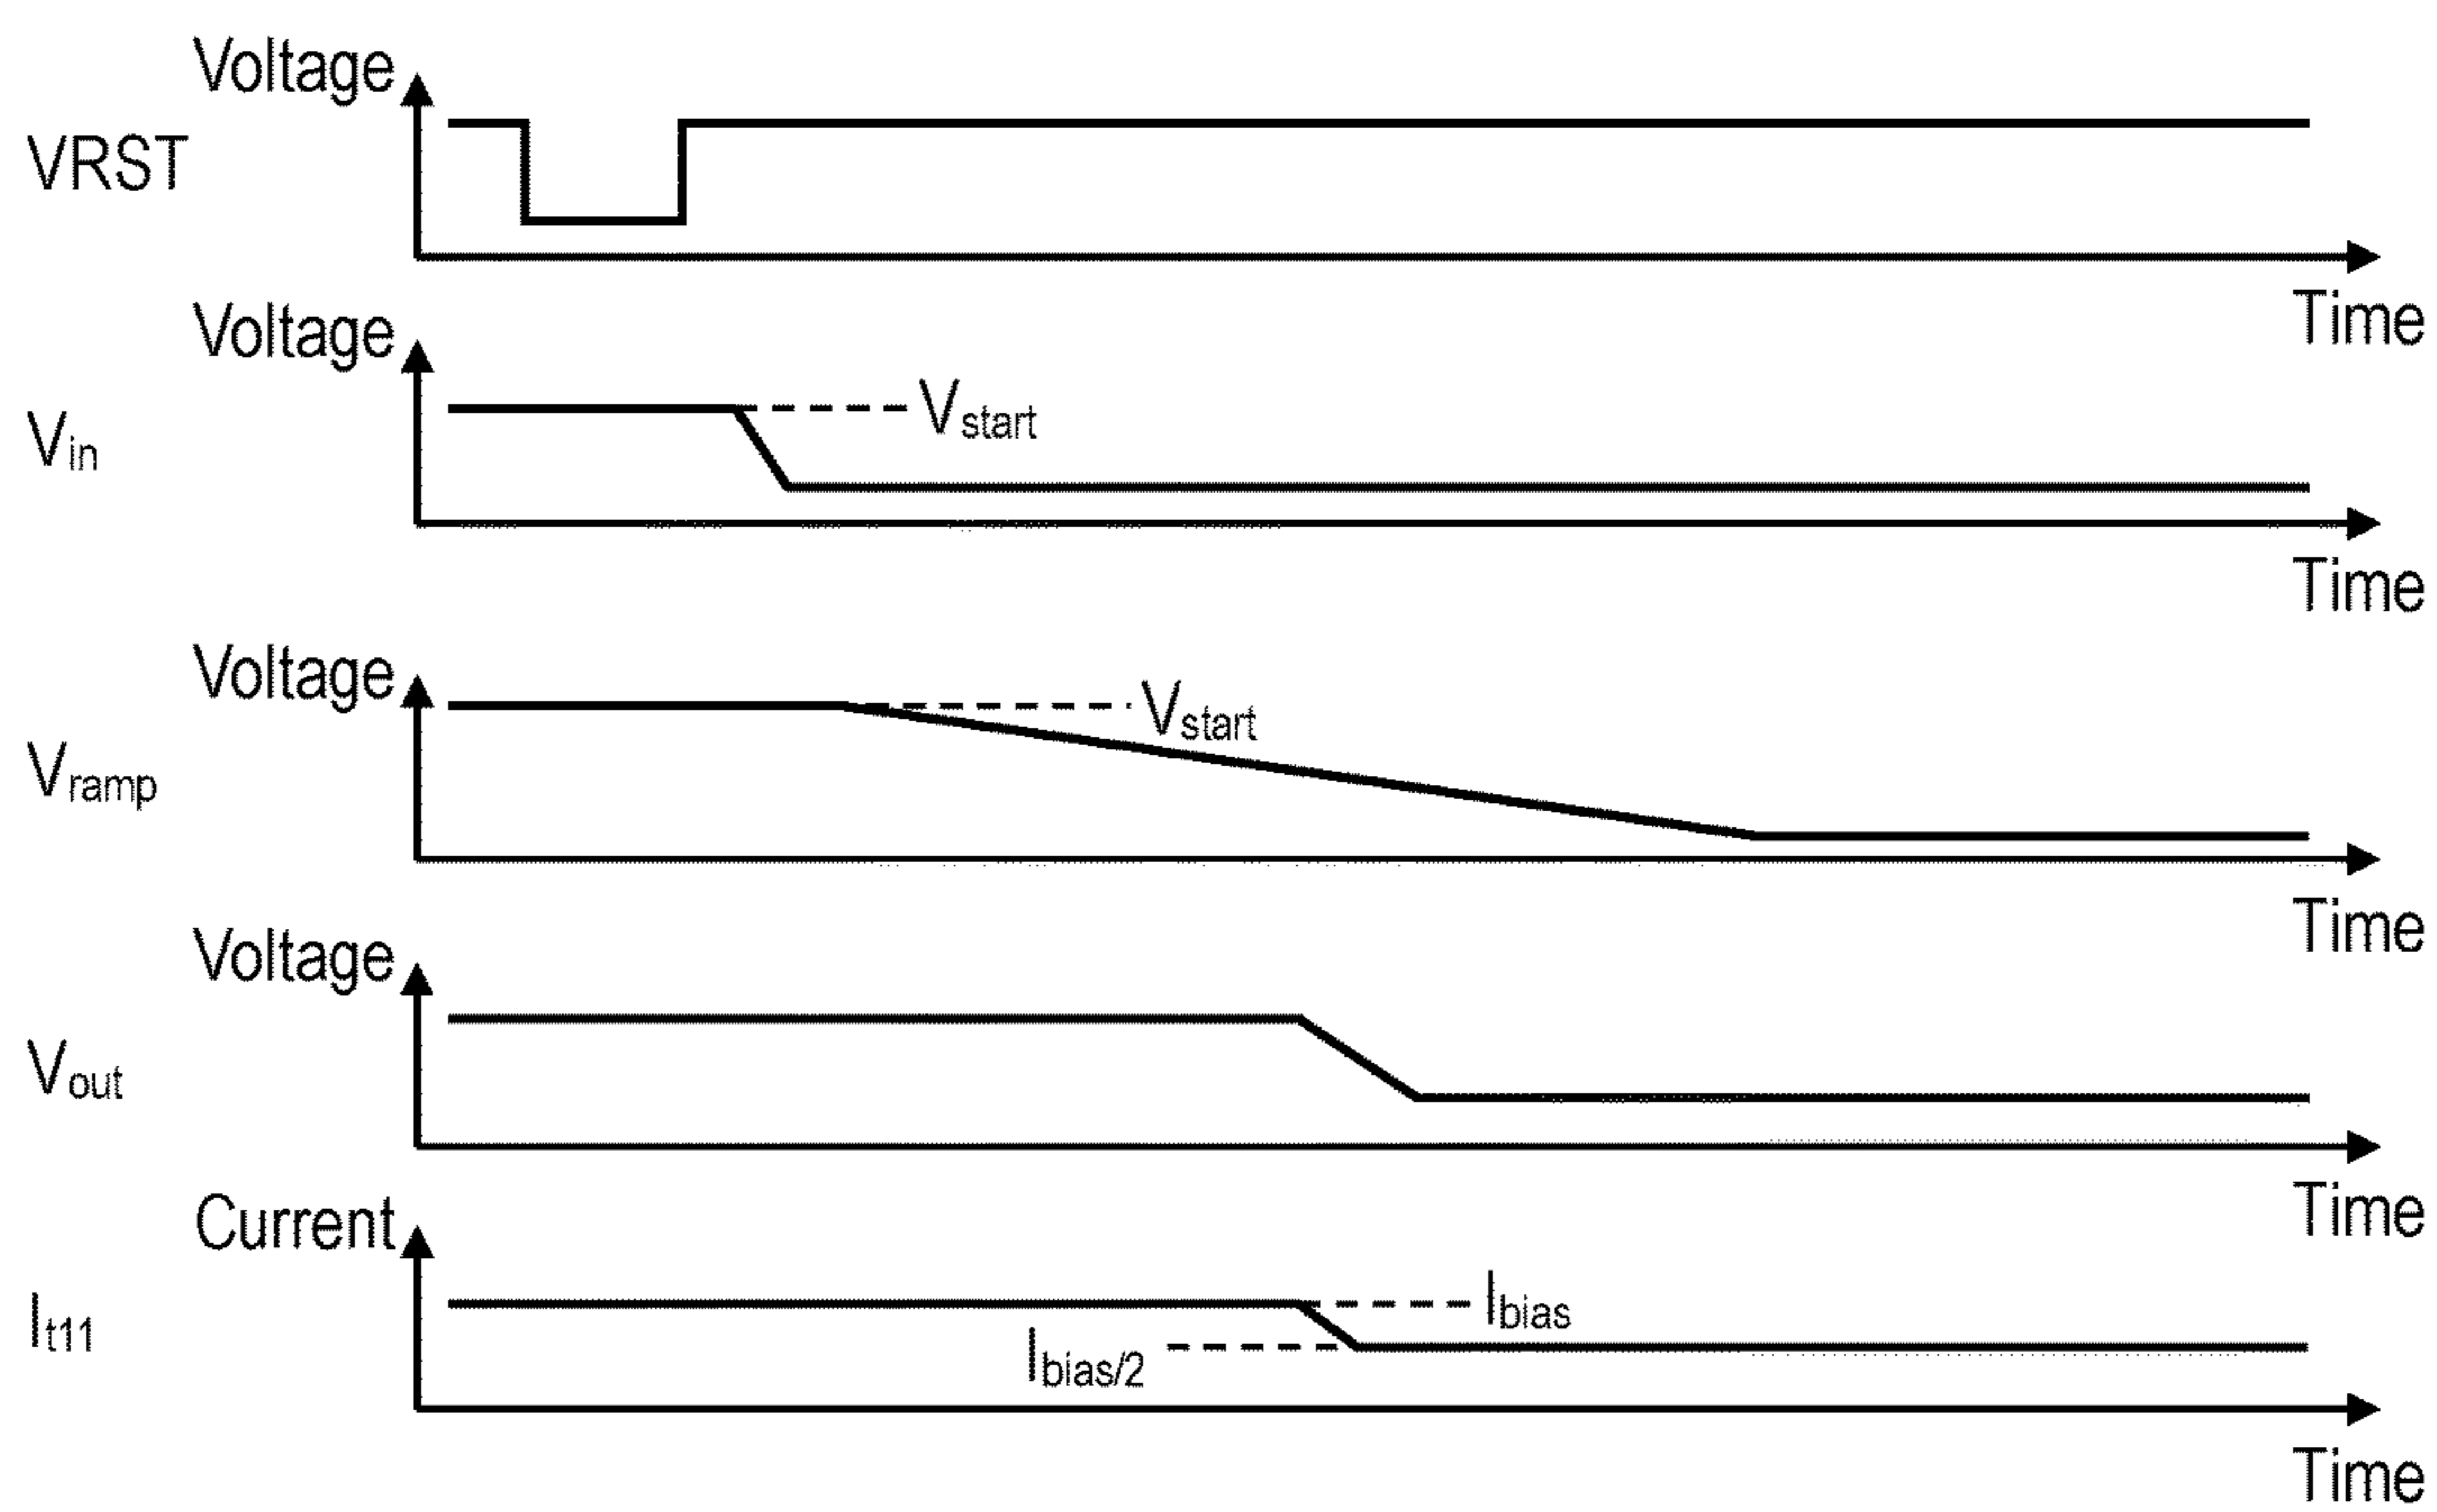 Voltage
VRST
Time
Voltage
Vstart
Vin
Time
Voltage
Vstart
Vramp
Time
Voltage
Vout
Time
Current
Ibias
It11
Ibias/2
Time